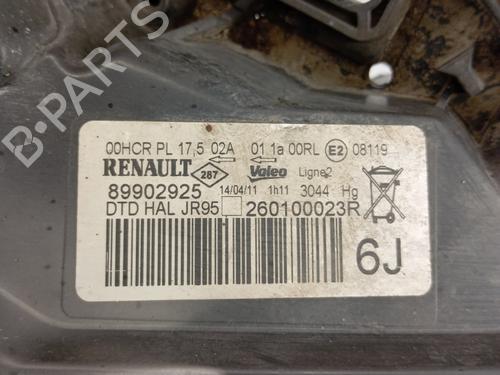 00HCR PL 17,5 02A 01 1a 00RL E2 08119
RENAULT 287 Valeo Ligne2
89902925 14/04/11 1h11 3044 Hg
DTD HAL JR95 260100023R
6J
B-PARTS